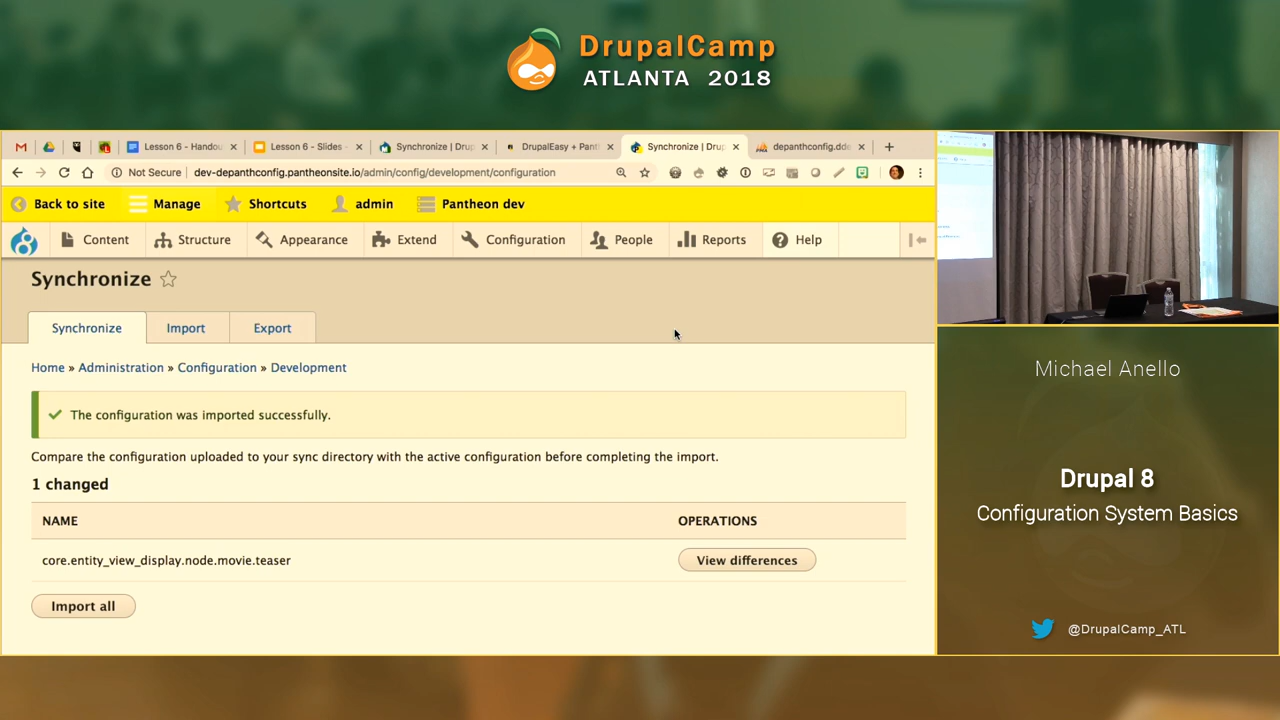 DrupalCamp
ATLANTA 2018
Lesson 6 - Handou
Lesson 6 - Slides -
Synchronize | Drup
DrupalEasy + Pant
Synchronize | Drup
depanthconfig.dde
Not Secure | dev-depanthconfig.pantheonsite.io/admin/config/development/configuration
Back to site
Manage
Shortcuts
admin
Pantheon dev
Content
Structure
Appearance
Extend
Configuration
People
Reports
Help
Synchronize
Synchronize
Import
Export
Home » Administration » Configuration » Development
The configuration was imported successfully.
Compare the configuration uploaded to your sync directory with the active configuration before completing the import.
1 changed
NAME
OPERATIONS
core.entity_view_display.node.movie.teaser
View differences
Import all
Michael Anello
Drupal 8
Configuration System Basics
@DrupalCamp_ATL